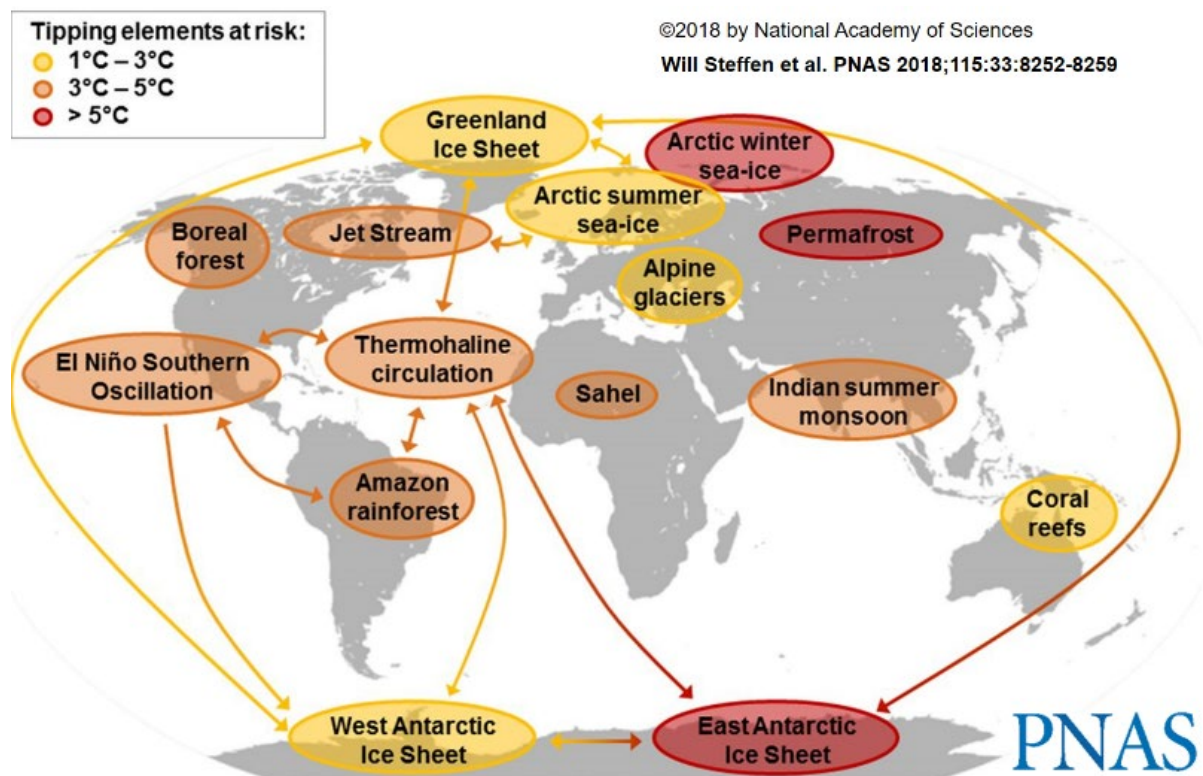 Tipping elements at risk:
1°C – 3°C
3°C – 5°C
> 5°C
©2018 by National Academy of Sciences
Will Steffen et al. PNAS 2018;115:33:8252-8259
Greenland
Ice Sheet
Arctic winter
sea-ice
Arctic summer
sea-ice
Boreal
forest
Jet Stream
Permafrost
Alpine
glaciers
El Niño Southern
Oscillation
Thermohaline
circulation
Sahel
Indian summer
monsoon
Amazon
rainforest
Coral
reefs
West Antarctic
Ice Sheet
East Antarctic
Ice Sheet
PNAS